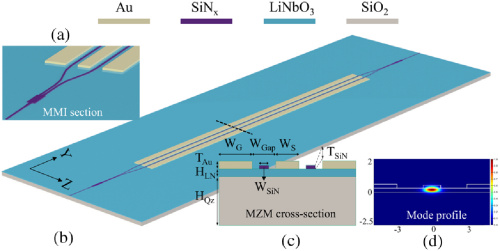 Au SiNx LiNbO3 SiO2
(a)
MMI section
Y
Z
(b)
WG WGap WS
TAu
TSiN
HLN
WSiN
HQz
MZM cross-section
(c)
2
0
-2.5
-3 0 3
Mode profile
(d)